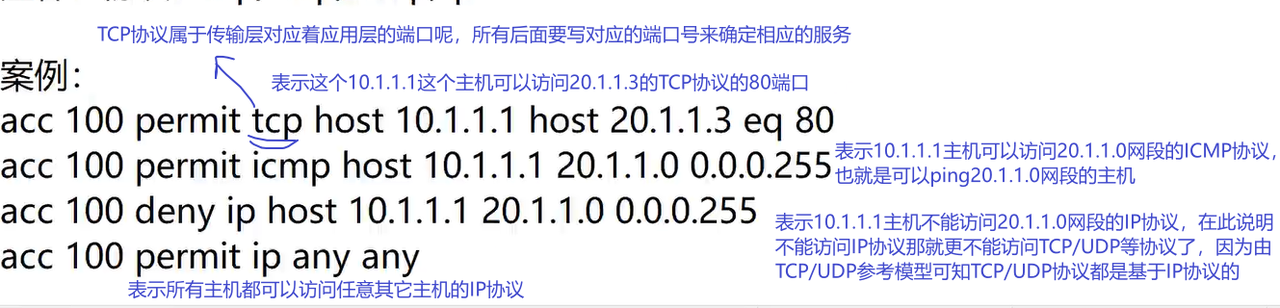 TCP协议属于传输层对应着应用层的端口呢，所有后面要写对应的端口号来确定相应的服务
案例：
表示这个10.1.1.1这个主机可以访问20.1.1.3的TCP协议的80端口
acc 100 permit tcp host 10.1.1.1 host 20.1.1.3 eq 80
acc 100 permit icmp host 10.1.1.1 20.1.1.0 0.0.0.255
表示10.1.1.1主机可以访问20.1.1.0网段的ICMP协议，
也就是可以ping20.1.1.0网段的主机
acc 100 deny ip host 10.1.1.1 20.1.1.0 0.0.0.255
表示10.1.1.1主机不能访问20.1.1.0网段的IP协议，在此说明
不能访问IP协议那就更不能访问TCP/UDP等协议了，因为由
TCP/UDP参考模型可知TCP/UDP协议都是基于IP协议的
acc 100 permit ip any any
表示所有主机都可以访问任意其它主机的IP协议